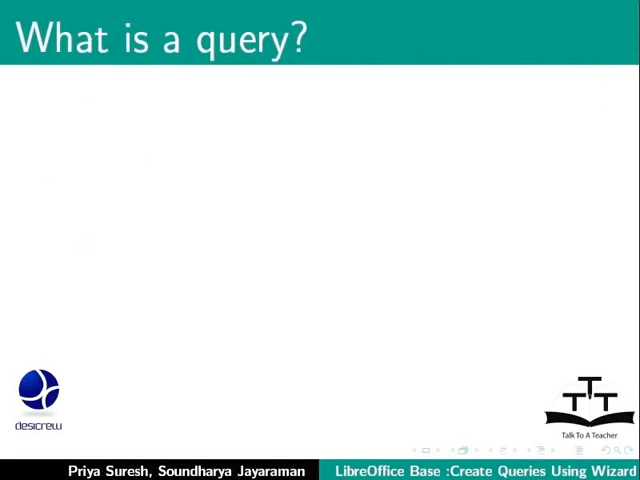 What is a query?
desicrew
T
T T
Talk To A Teacher
Priya Suresh, Soundharya Jayaraman
LibreOffice Base :Create Queries Using Wizard